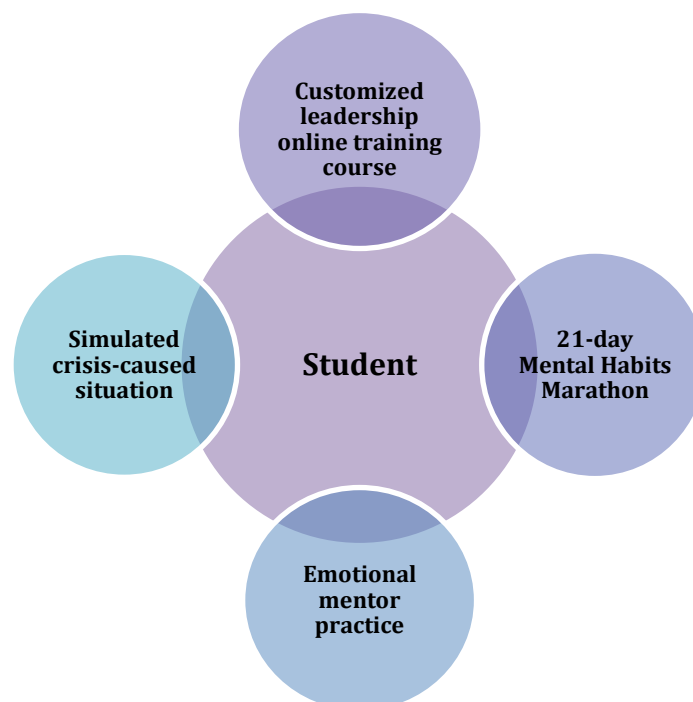 Customized
leadership
online training
course
Simulated
crisis-caused
situation
Student
21-day
Mental Habits
Marathon
Emotional
mentor
practice